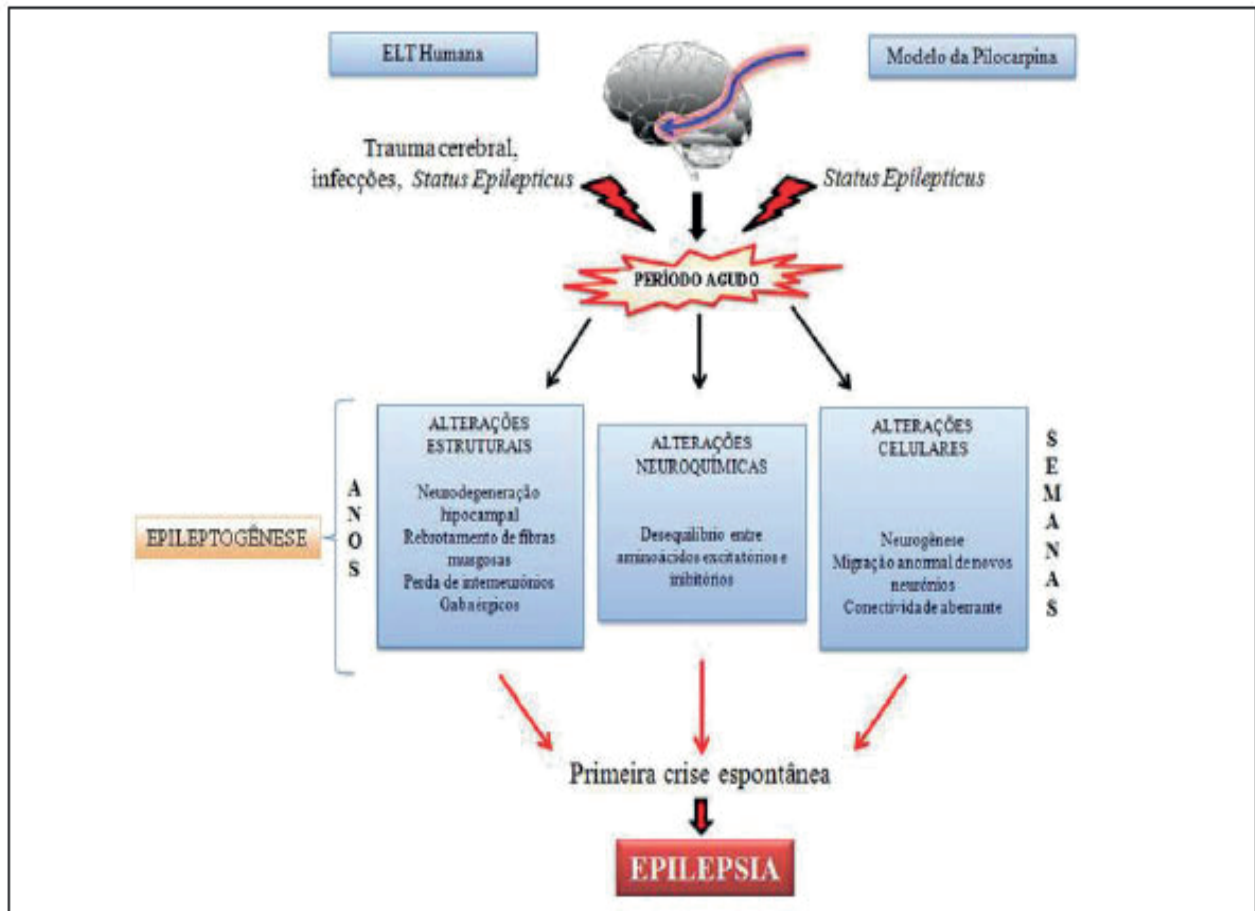 ELT Humana
Modelo da Pilocarpina
Trauma cerebral,
infecções, Status Epilepticus
Status Epilepticus
PERÍODO AGUDO
EPILEPTOGÊNESE
ANOS
ALTERAÇÕES
ESTRUTURAIS
Neurodegeneração
hipocampal
Rebrotamento de fibras
musgosas
Perda de interneurônios
Gabaérgicos
ALTERAÇÕES
NEUROQUÍMICAS
Desequilíbrio entre
aminoácidos excitatórios e
inibitórios
ALTERAÇÕES
CELULARES
Neurogênese
Migração anormal de novos
neurônios
Conectividade aberrante
SEMANAS
Primeira crise espontânea
EPILEPSIA